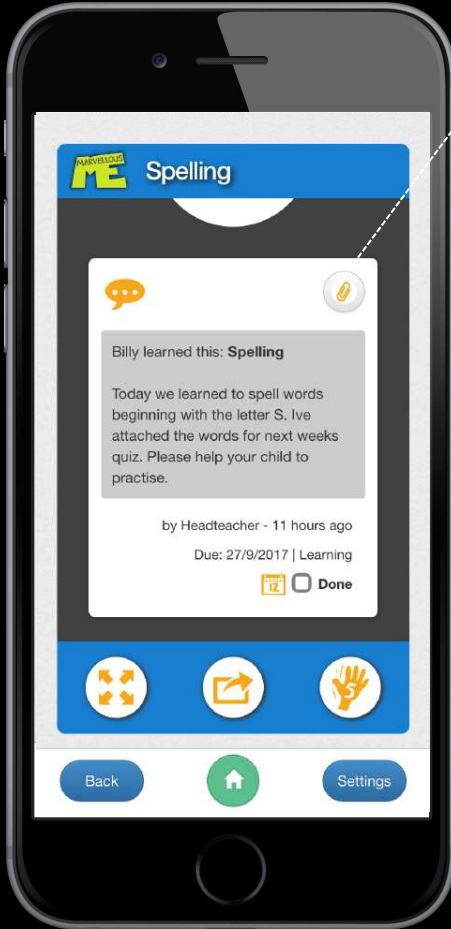 MARVELLOUS
ME
Spelling
Billy learned this: Spelling
Today we learned to spell words
beginning with the letter S. Ive
attached the words for next weeks
quiz. Please help your child to
practise.
by Headteacher - 11 hours ago
Due: 27/9/2017 | Learning
12
Done
5
Back
Settings